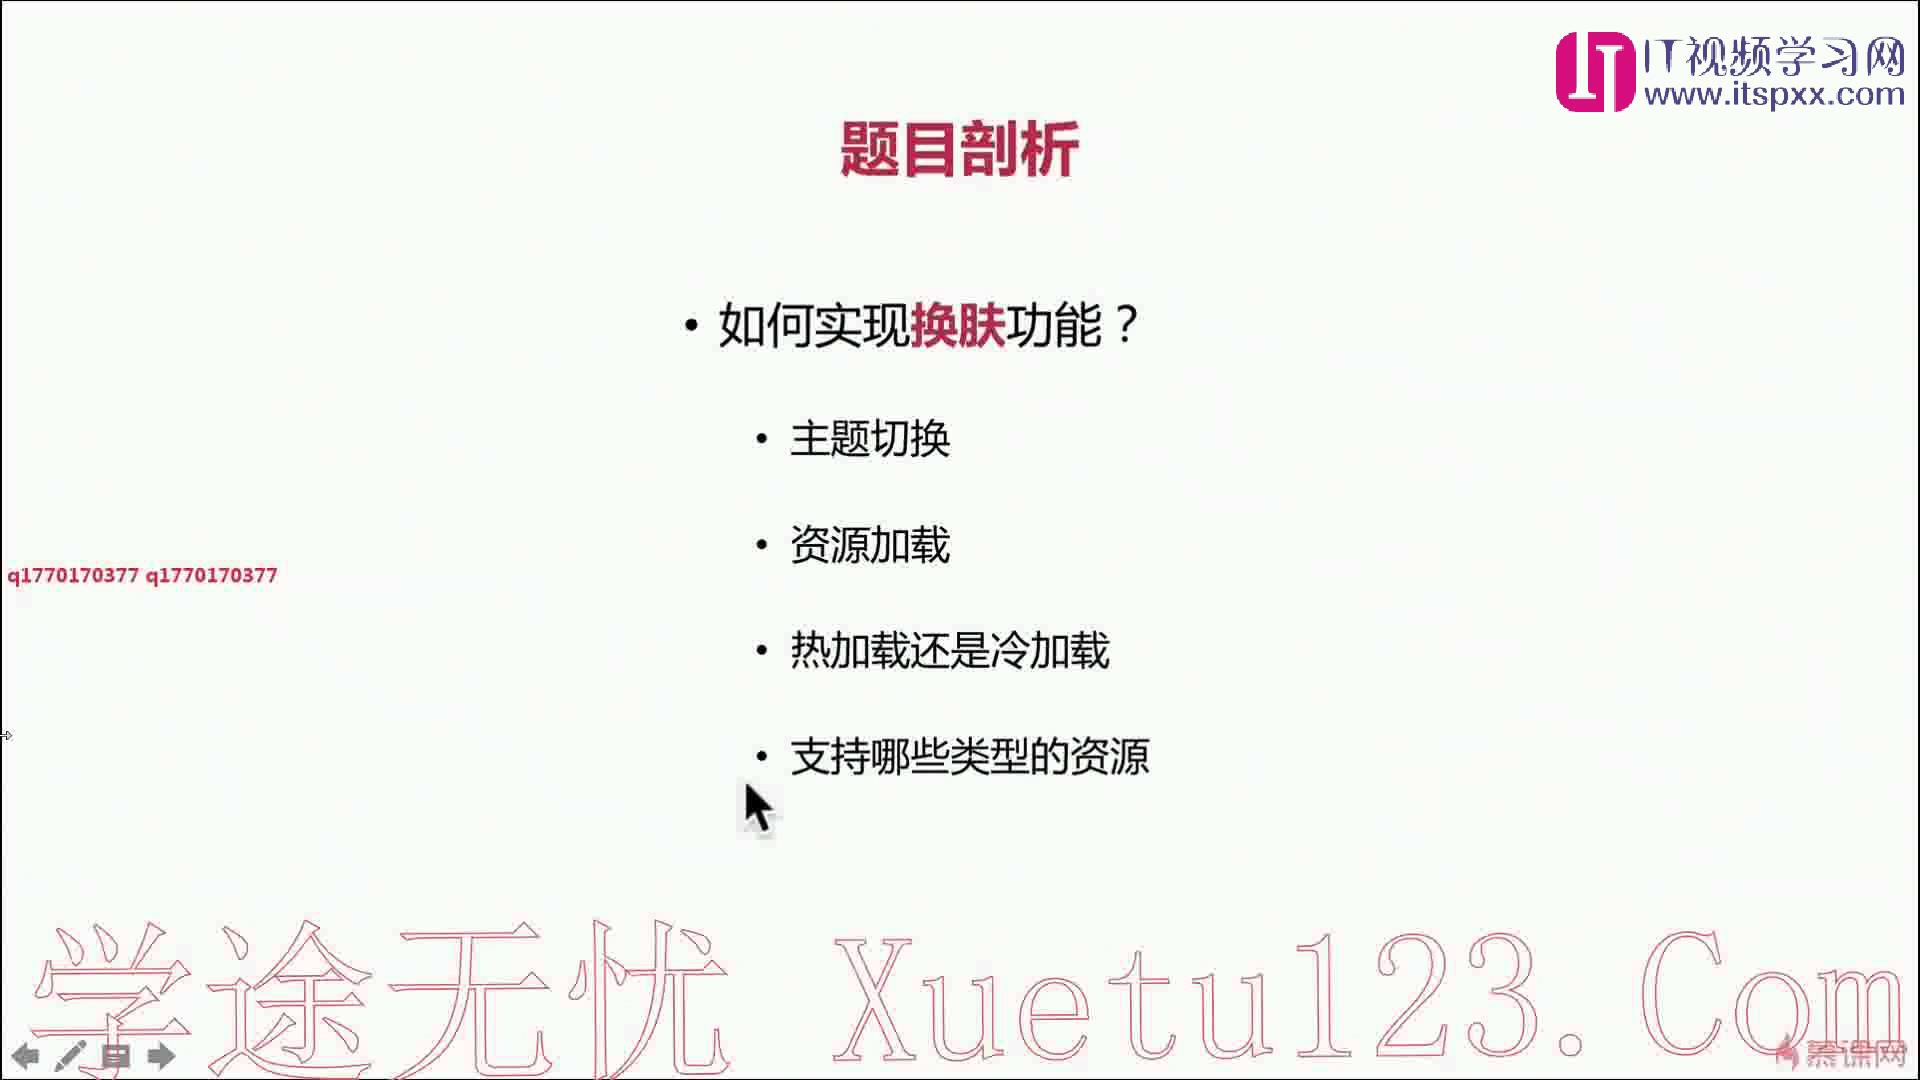 IT视频学习网
www.itspxx.com
题目剖析
• 如何实现换肤功能？
• 主题切换
• 资源加载
q1770170377 q1770170377
• 热加载还是冷加载
• 支持哪些类型的资源
学途无忧 Xuetu123.Com
慕课网